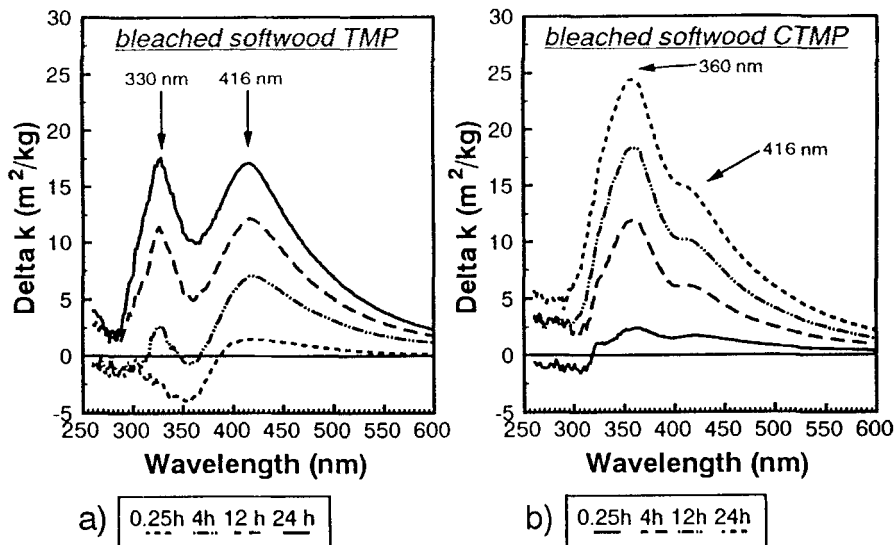 bleached softwood TMP
330 nm
416 nm
Delta k (m²/kg)
30
25
20
15
10
5
0
-5
250 300 350 400 450 500 550 600
Wavelength (nm)
a)
0.25h 4h 12 h 24 h
bleached softwood CTMP
360 nm
416 nm
Delta k (m²/kg)
30
25
20
15
10
5
0
-5
250 300 350 400 450 500 550 600
Wavelength (nm)
b)
0.25h 4h 12h 24h